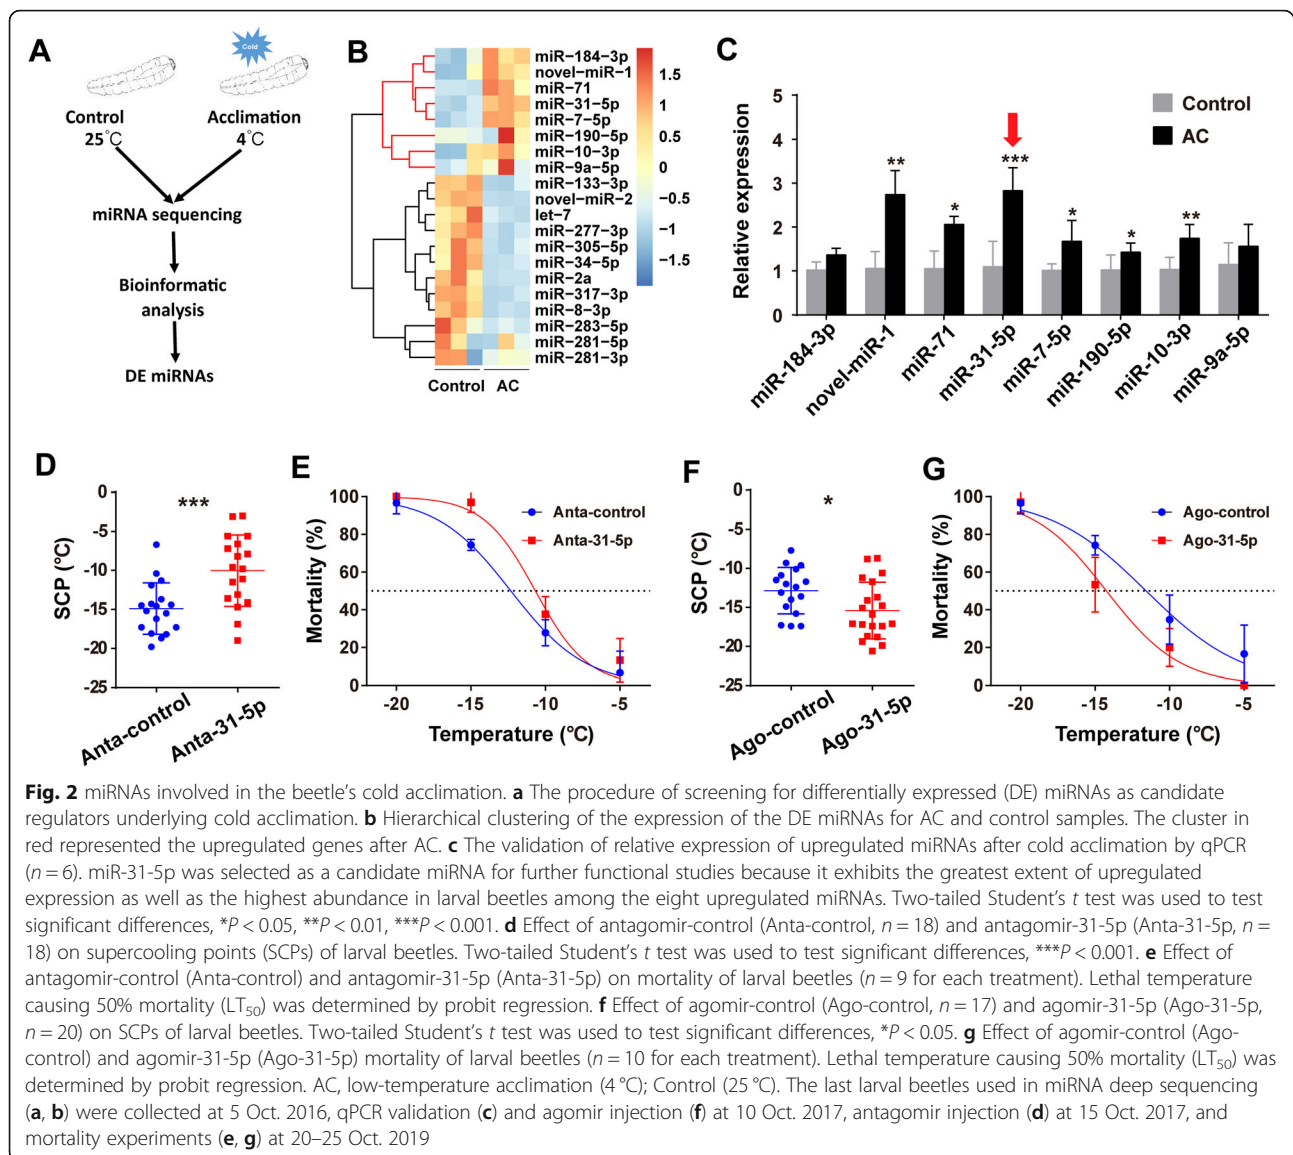 A
Cold
Control
25°C
Acclimation
4°C
miRNA sequencing
Bioinformatic
analysis
DE miRNAs
B
miR−184−3p
novel−miR−1
miR−71
miR−31−5p
miR−7−5p
miR−190−5p
miR−10−3p
miR−9a−5p
miR−133−3p
novel−miR−2
let−7
miR−277−3p
miR−305−5p
miR−34−5p
miR−2a
miR−317−3p
miR−8−3p
miR−283−5p
miR−281−5p
miR−281−3p
Control AC
1.5
1
0.5
0
−0.5
−1
−1.5
C
Relative expression
5
4
3
2
1
0
Control
AC
**
*
***
*
*
**
miR-184-3p
novel-miR-1
miR-71
miR-31-5p
miR-7-5p
miR-190-5p
miR-10-3p
miR-9a-5p
D
SCP (°C)
0
-5
-10
-15
-20
-25
***
Anta-control
Anta-31-5p
E
Mortality (%)
100
80
60
40
20
0
Anta-control
Anta-31-5p
-20 -15 -10 -5
Temperature (°C)
F
SCP (°C)
0
-5
-10
-15
-20
-25
*
Ago-control
Ago-31-5p
G
Mortality (%)
100
80
60
40
20
0
Ago-control
Ago-31-5p
-20 -15 -10 -5
Temperature (°C)
Fig. 2 miRNAs involved in the beetle's cold acclimation. a The procedure of screening for differentially expressed (DE) miRNAs as candidate
regulators underlying cold acclimation. b Hierarchical clustering of the expression of the DE miRNAs for AC and control samples. The cluster in
red represented the upregulated genes after AC. c The validation of relative expression of upregulated miRNAs after cold acclimation by qPCR
(n = 6). miR-31-5p was selected as a candidate miRNA for further functional studies because it exhibits the greatest extent of upregulated
expression as well as the highest abundance in larval beetles among the eight upregulated miRNAs. Two-tailed Student's t test was used to test
significant differences, *P < 0.05, **P < 0.01, ***P < 0.001. d Effect of antagomir-control (Anta-control, n = 18) and antagomir-31-5p (Anta-31-5p, n =
18) on supercooling points (SCPs) of larval beetles. Two-tailed Student's t test was used to test significant differences, ***P < 0.001. e Effect of
antagomir-control (Anta-control) and antagomir-31-5p (Anta-31-5p) on mortality of larval beetles (n = 9 for each treatment). Lethal temperature
causing 50% mortality (LT50) was determined by probit regression. f Effect of agomir-control (Ago-control, n = 17) and agomir-31-5p (Ago-31-5p,
n = 20) on SCPs of larval beetles. Two-tailed Student's t test was used to test significant differences, *P < 0.05. g Effect of agomir-control (Ago-
control) and agomir-31-5p (Ago-31-5p) mortality of larval beetles (n = 10 for each treatment). Lethal temperature causing 50% mortality (LT50) was
determined by probit regression. AC, low-temperature acclimation (4 °C); Control (25 °C). The last larval beetles used in miRNA deep sequencing
(a, b) were collected at 5 Oct. 2016, qPCR validation (c) and agomir injection (f) at 10 Oct. 2017, antagomir injection (d) at 15 Oct. 2017, and
mortality experiments (e, g) at 20–25 Oct. 2019